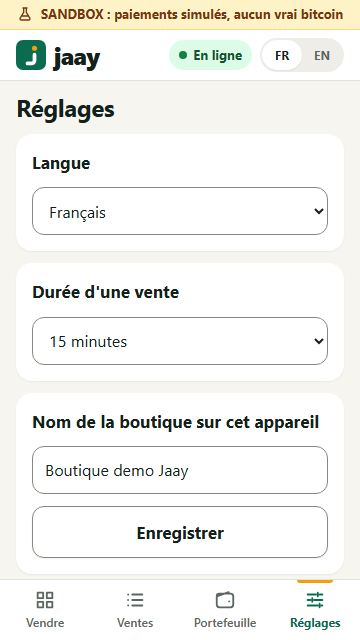 SANDBOX : paiements simulés, aucun vrai bitcoin
jaay
En ligne
FR
EN
Réglages
Langue
Français
Durée d'une vente
15 minutes
Nom de la boutique sur cet appareil
Boutique demo Jaay
Enregistrer
Vendre
Ventes
Portefeuille
Réglages